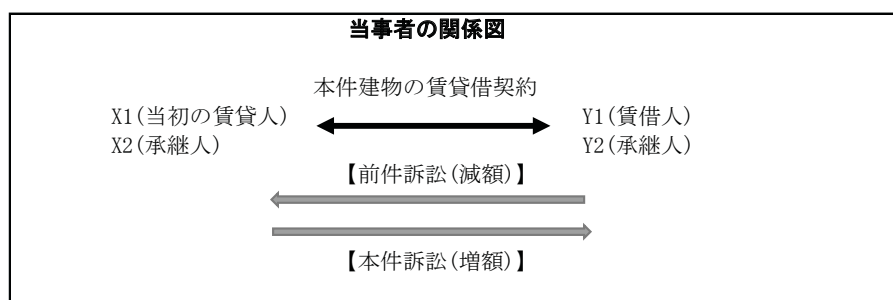 当事者の関係図
本件建物の賃貸借契約
X1(当初の賃貸人)
Y1(賃借人)
X2(承継人)
Y2(承継人)
【前件訴訟(減額)】
【本件訴訟(増額)】